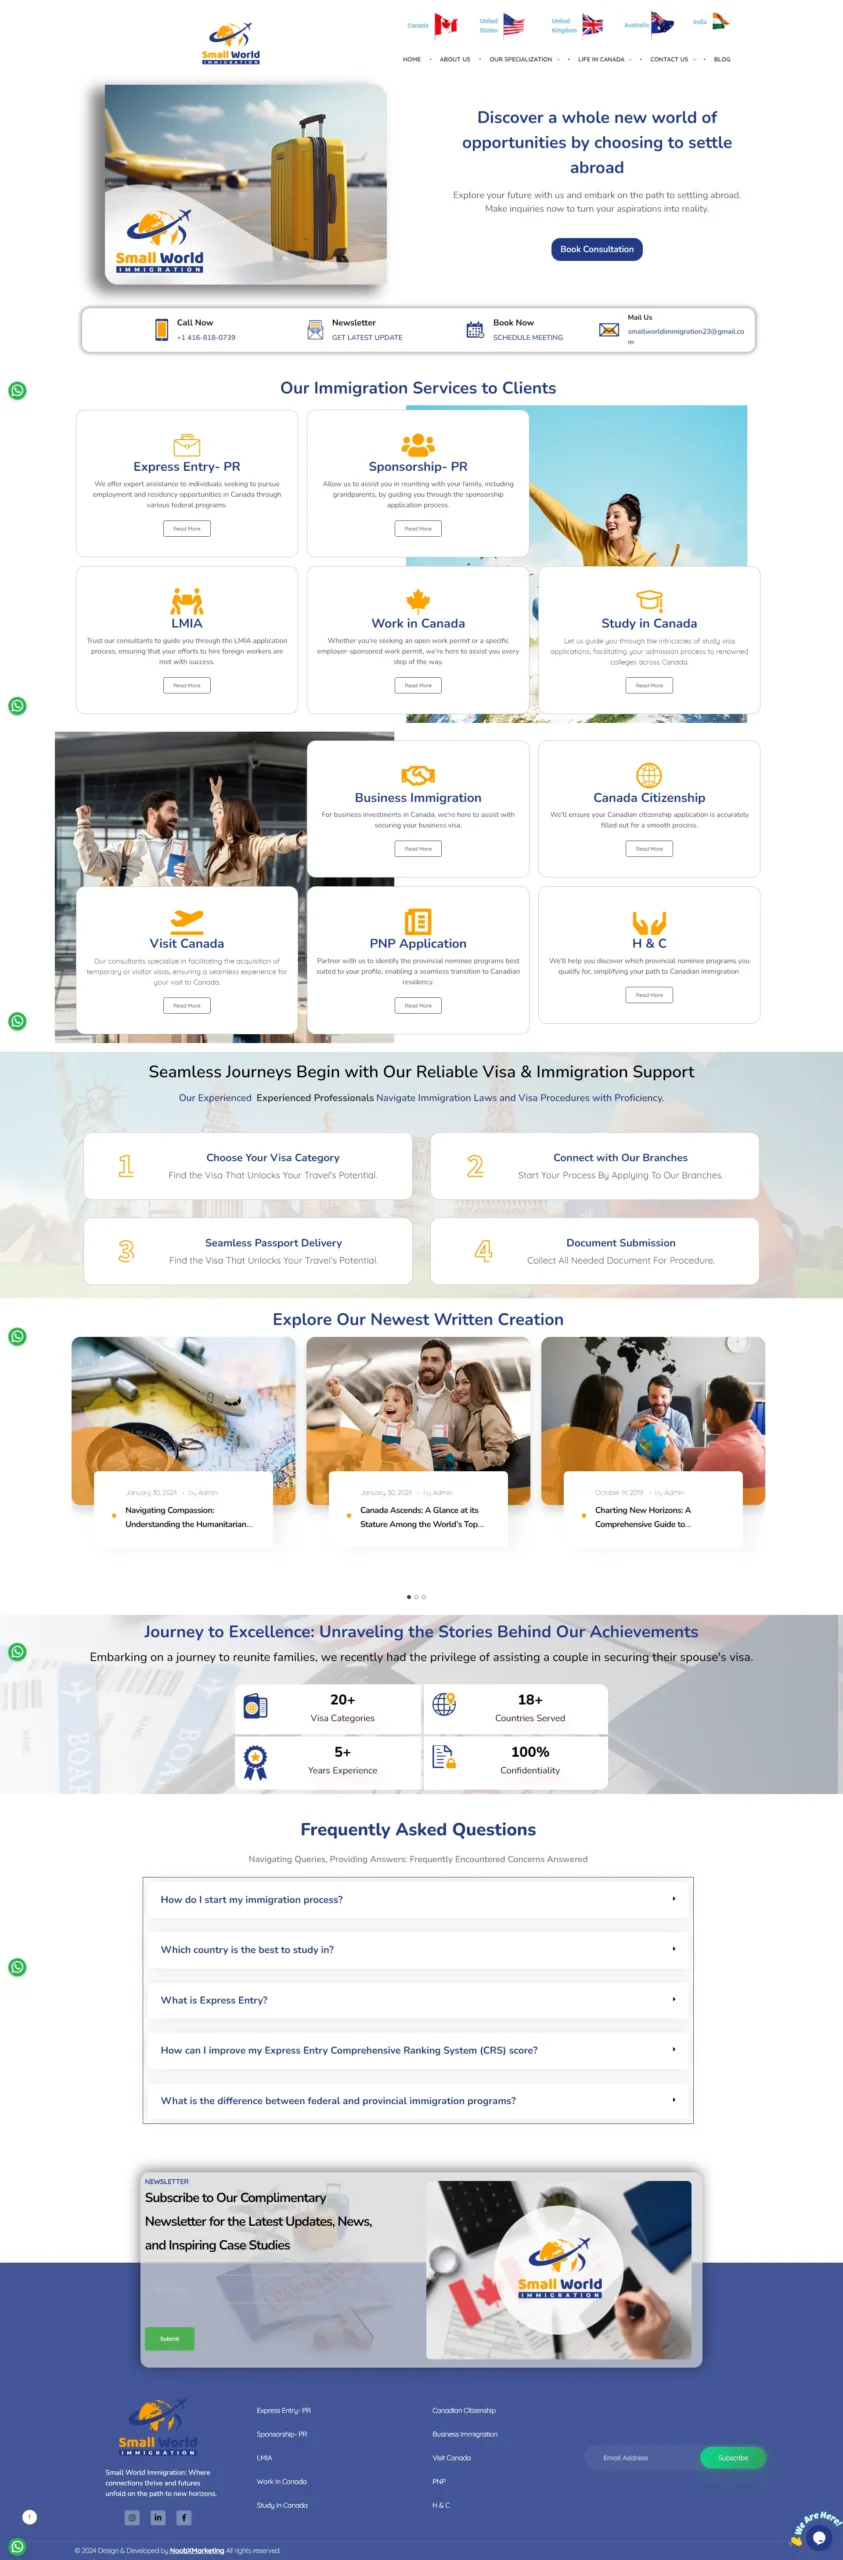 Small World
IMMIGRATION
Canada
United States
United Kingdom
Australia
India
HOME
ABOUT US
OUR SPECIALIZATION
LIFE IN CANADA
CONTACT US
BLOG
Small World
IMMIGRATION
Discover a whole new world of
opportunities by choosing to settle
abroad
Explore your future with us and embark on the path to settling abroad.
Make inquiries now to turn your aspirations into reality.
Book Consultation
Call Now
+1 416-818-0739
Newsletter
GET LATEST UPDATE
Book Now
SCHEDULE MEETING
Mail Us
smallworldimmigration23@gmail.co
m
Our Immigration Services to Clients
Express Entry- PR
We offer expert assistance to individuals seeking to pursue
employment and residency opportunities in Canada through
various federal programs.
Read More
Sponsorship- PR
Allow us to assist you in reuniting with your family, including
grandparents, by guiding you through the sponsorship
application process.
Read More
LMIA
Trust our consultants to guide you through the LMIA application
process, ensuring that your efforts to hire foreign workers are
met with success.
Read More
Work in Canada
Whether you're seeking an open work permit or a specific
employer-sponsored work permit, we're here to assist you every
step of the way.
Read More
Study in Canada
Let us guide you through the intricacies of study visa
applications, facilitating your admission process to renowned
colleges across Canada.
Read More
Business Immigration
For business investments in Canada, we're here to assist with
securing your business visa.
Read More
Canada Citizenship
We'll ensure your Canadian citizenship application is accurately
filled out for a smooth process.
Read More
Visit Canada
Our consultants specialize in facilitating the acquisition of
temporary or visitor visas, ensuring a seamless experience for
your visit to Canada.
Read More
PNP Application
Partner with us to identify the provincial nominee programs best
suited to your profile, enabling a seamless transition to Canadian
residency.
Read More
H & C
We'll help you discover which provincial nominee programs you
qualify for, simplifying your path to Canadian immigration.
Read More
Seamless Journeys Begin with Our Reliable Visa & Immigration Support
Our Experienced Experienced Professionals Navigate Immigration Laws and Visa Procedures with Proficiency.
1
Choose Your Visa Category
Find the Visa That Unlocks Your Travel's Potential.
2
Connect with Our Branches
Start Your Process By Applying To Our Branches.
3
Seamless Passport Delivery
Find the Visa That Unlocks Your Travel's Potential.
4
Document Submission
Collect All Needed Document For Procedure.
Explore Our Newest Written Creation
January 30, 2024 • by Admin
Navigating Compassion:
Understanding the Humanitarian...
January 30, 2024 • by Admin
Canada Ascends: A Glance at its
Stature Among the World's Top...
October 14, 2019 • by Admin
Charting New Horizons: A
Comprehensive Guide to...
Journey to Excellence: Unraveling the Stories Behind Our Achievements
Embarking on a journey to reunite families, we recently had the privilege of assisting a couple in securing their spouse's visa.
20+
Visa Categories
18+
Countries Served
5+
Years Experience
100%
Confidentiality
Frequently Asked Questions
Navigating Queries, Providing Answers: Frequently Encountered Concerns Answered
How do I start my immigration process?
Which country is the best to study in?
What is Express Entry?
How can I improve my Express Entry Comprehensive Ranking System (CRS) score?
What is the difference between federal and provincial immigration programs?
NEWSLETTER
Subscribe to Our Complimentary
Newsletter for the Latest Updates, News,
and Inspiring Case Studies
Submit
Small World
IMMIGRATION
Small World
IMMIGRATION
Small World Immigration: Where
connections thrive and futures
unfold on the path to new horizons.
Express Entry- PR
Sponsorship- PR
LMIA
Work In Canada
Study In Canada
Canadian Citizenship
Business Immigration
Visit Canada
PNP
H & C
Email Address
Subscribe
We Are Here!
© 2024 Design & Developed by NoobXMarketing All rights reserved.